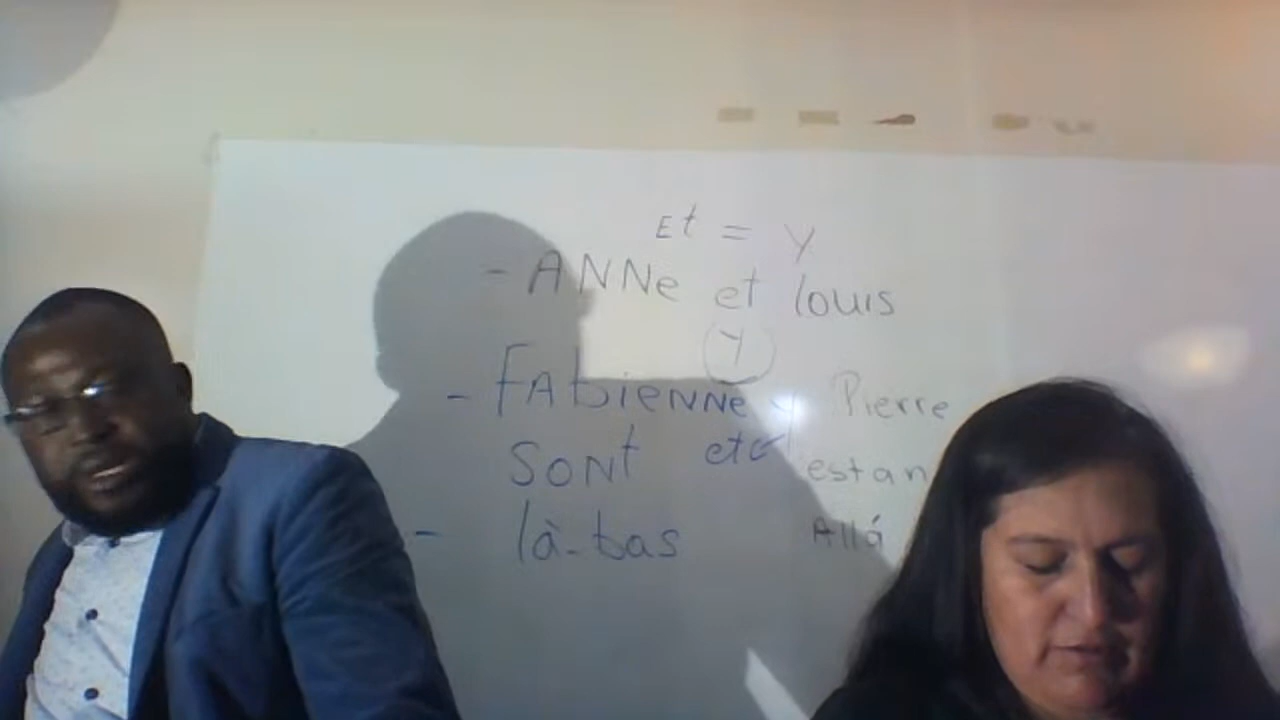 Et = Y
- ANNe et louis
Y
- FAbieNNe y Pierre
SONt et estan
- là-bas Allá